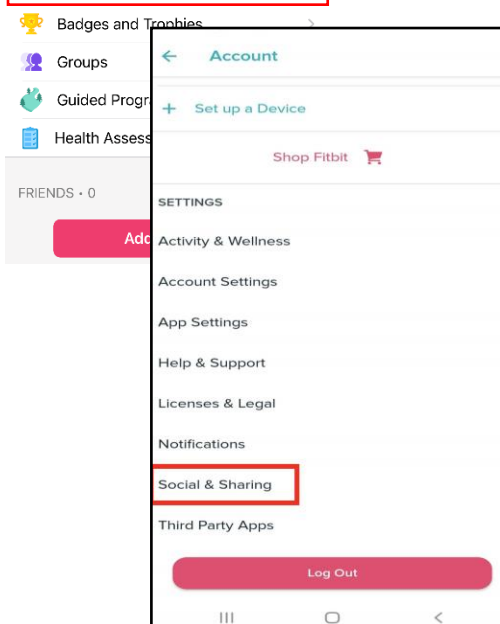 Badges and Trophies
Groups
Guided Progr
Health Assess
FRIENDS • 0
Add
← Account
+ Set up a Device
Shop Fitbit
SETTINGS
Activity & Wellness
Account Settings
App Settings
Help & Support
Licenses & Legal
Notifications
Social & Sharing
Third Party Apps
Log Out